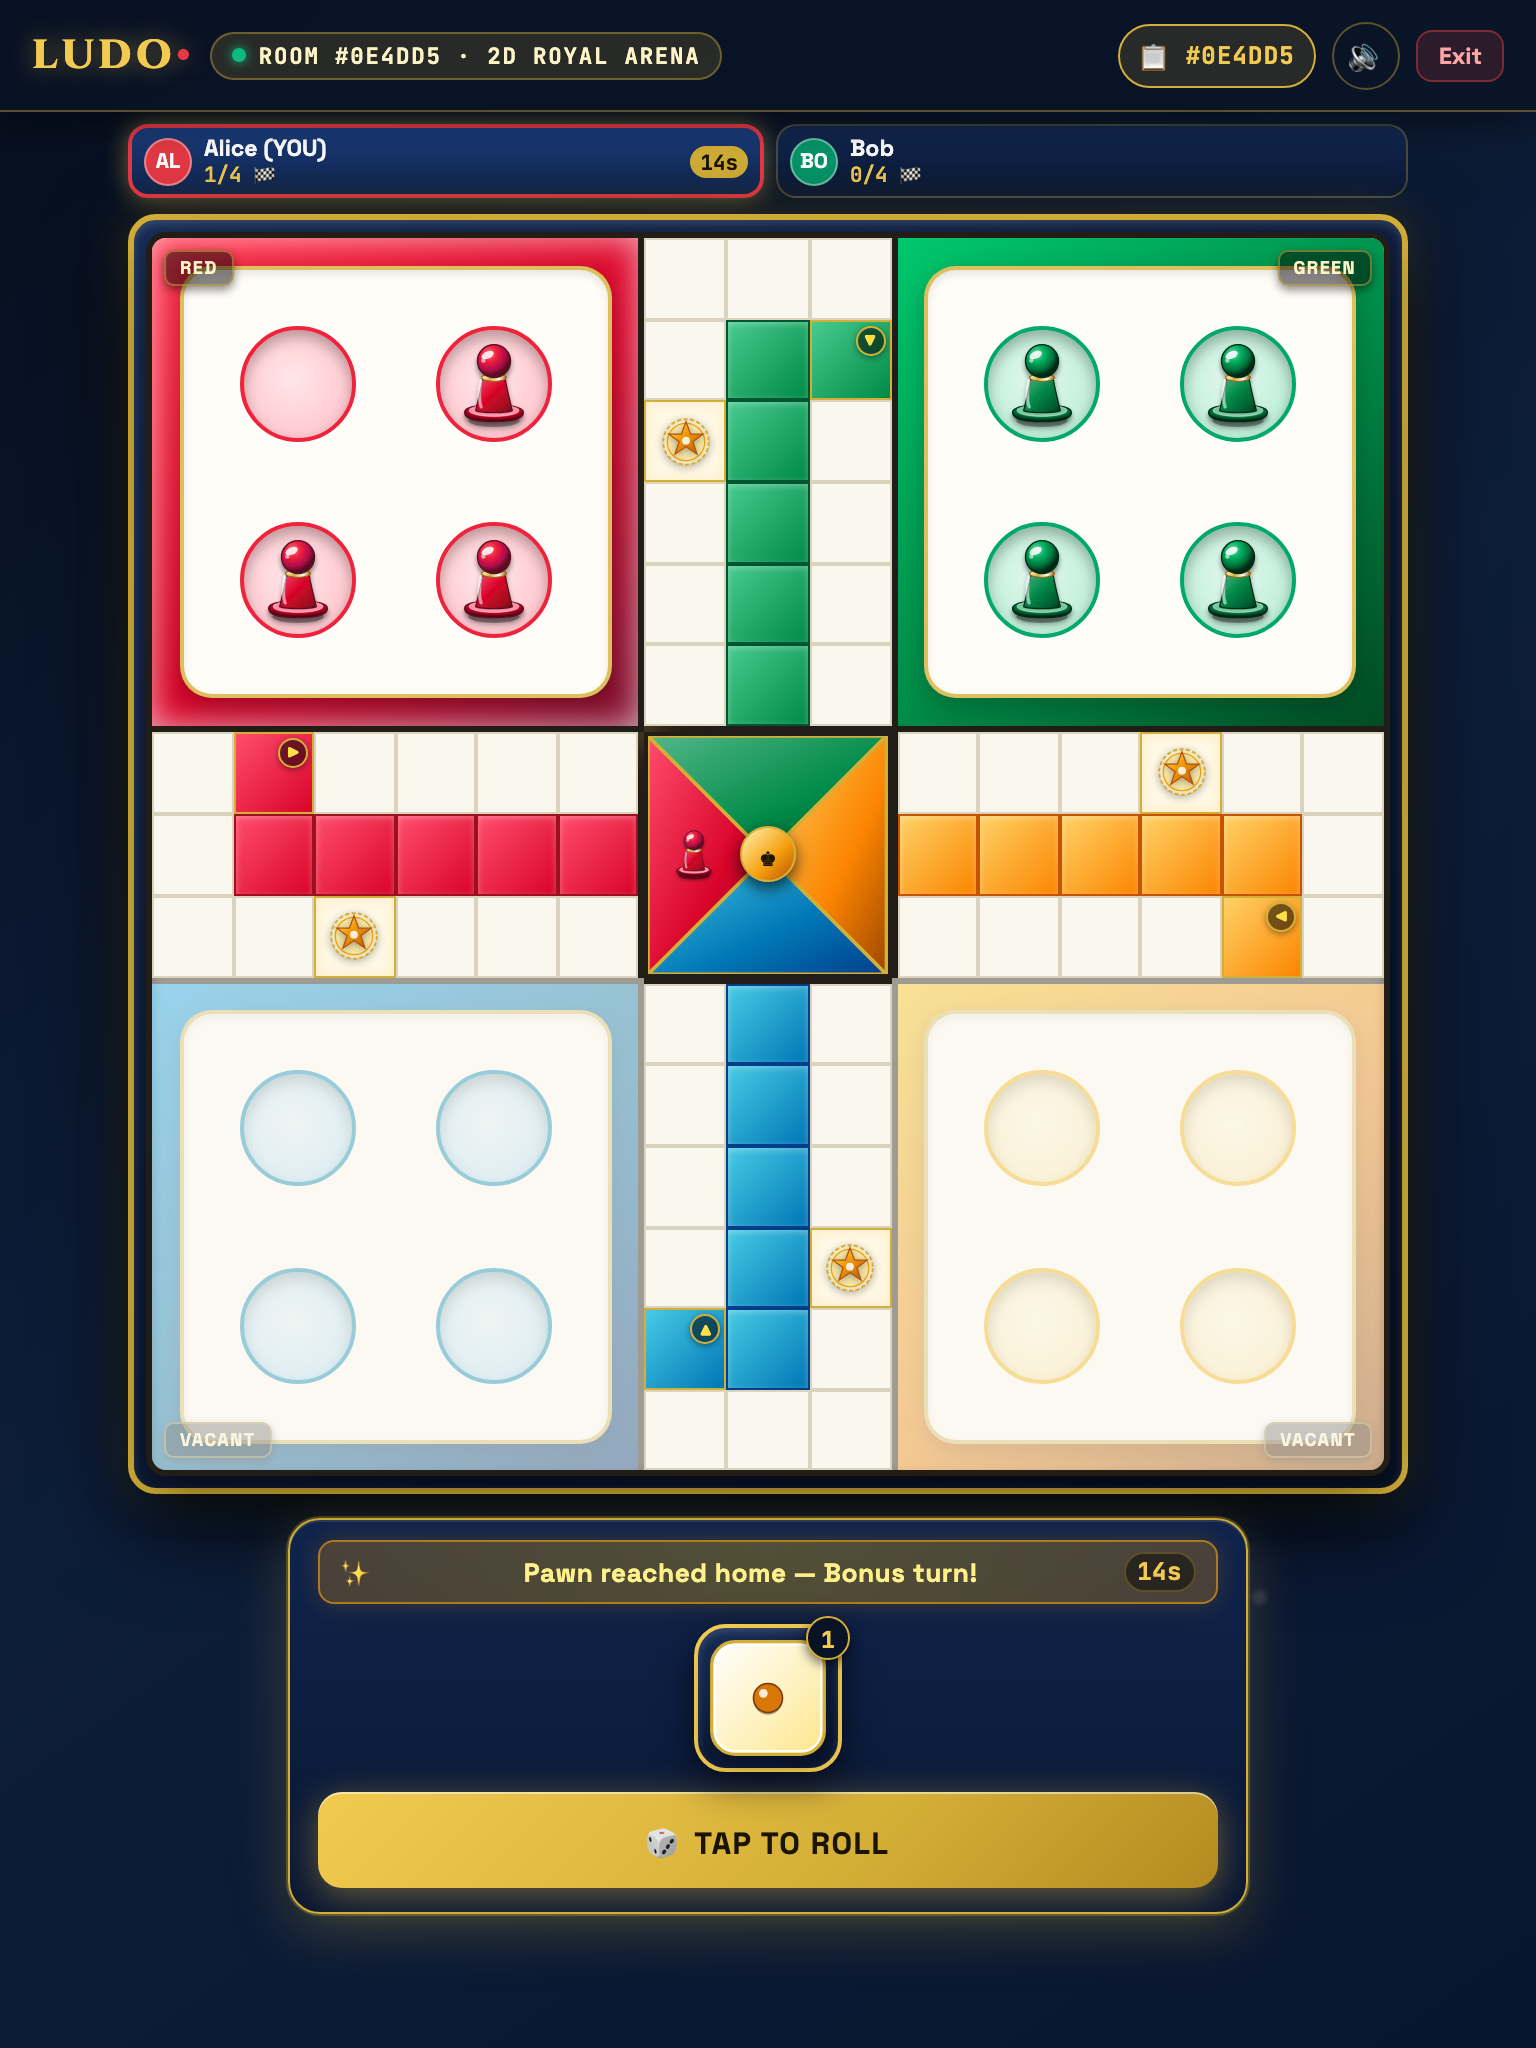 LUDO
ROOM #0E4DD5 · 2D ROYAL ARENA
#0E4DD5
Exit
AL
Alice (YOU)
1/4
14s
BO
Bob
0/4
RED
GREEN
VACANT
VACANT
Pawn reached home — Bonus turn!
14s
1
TAP TO ROLL